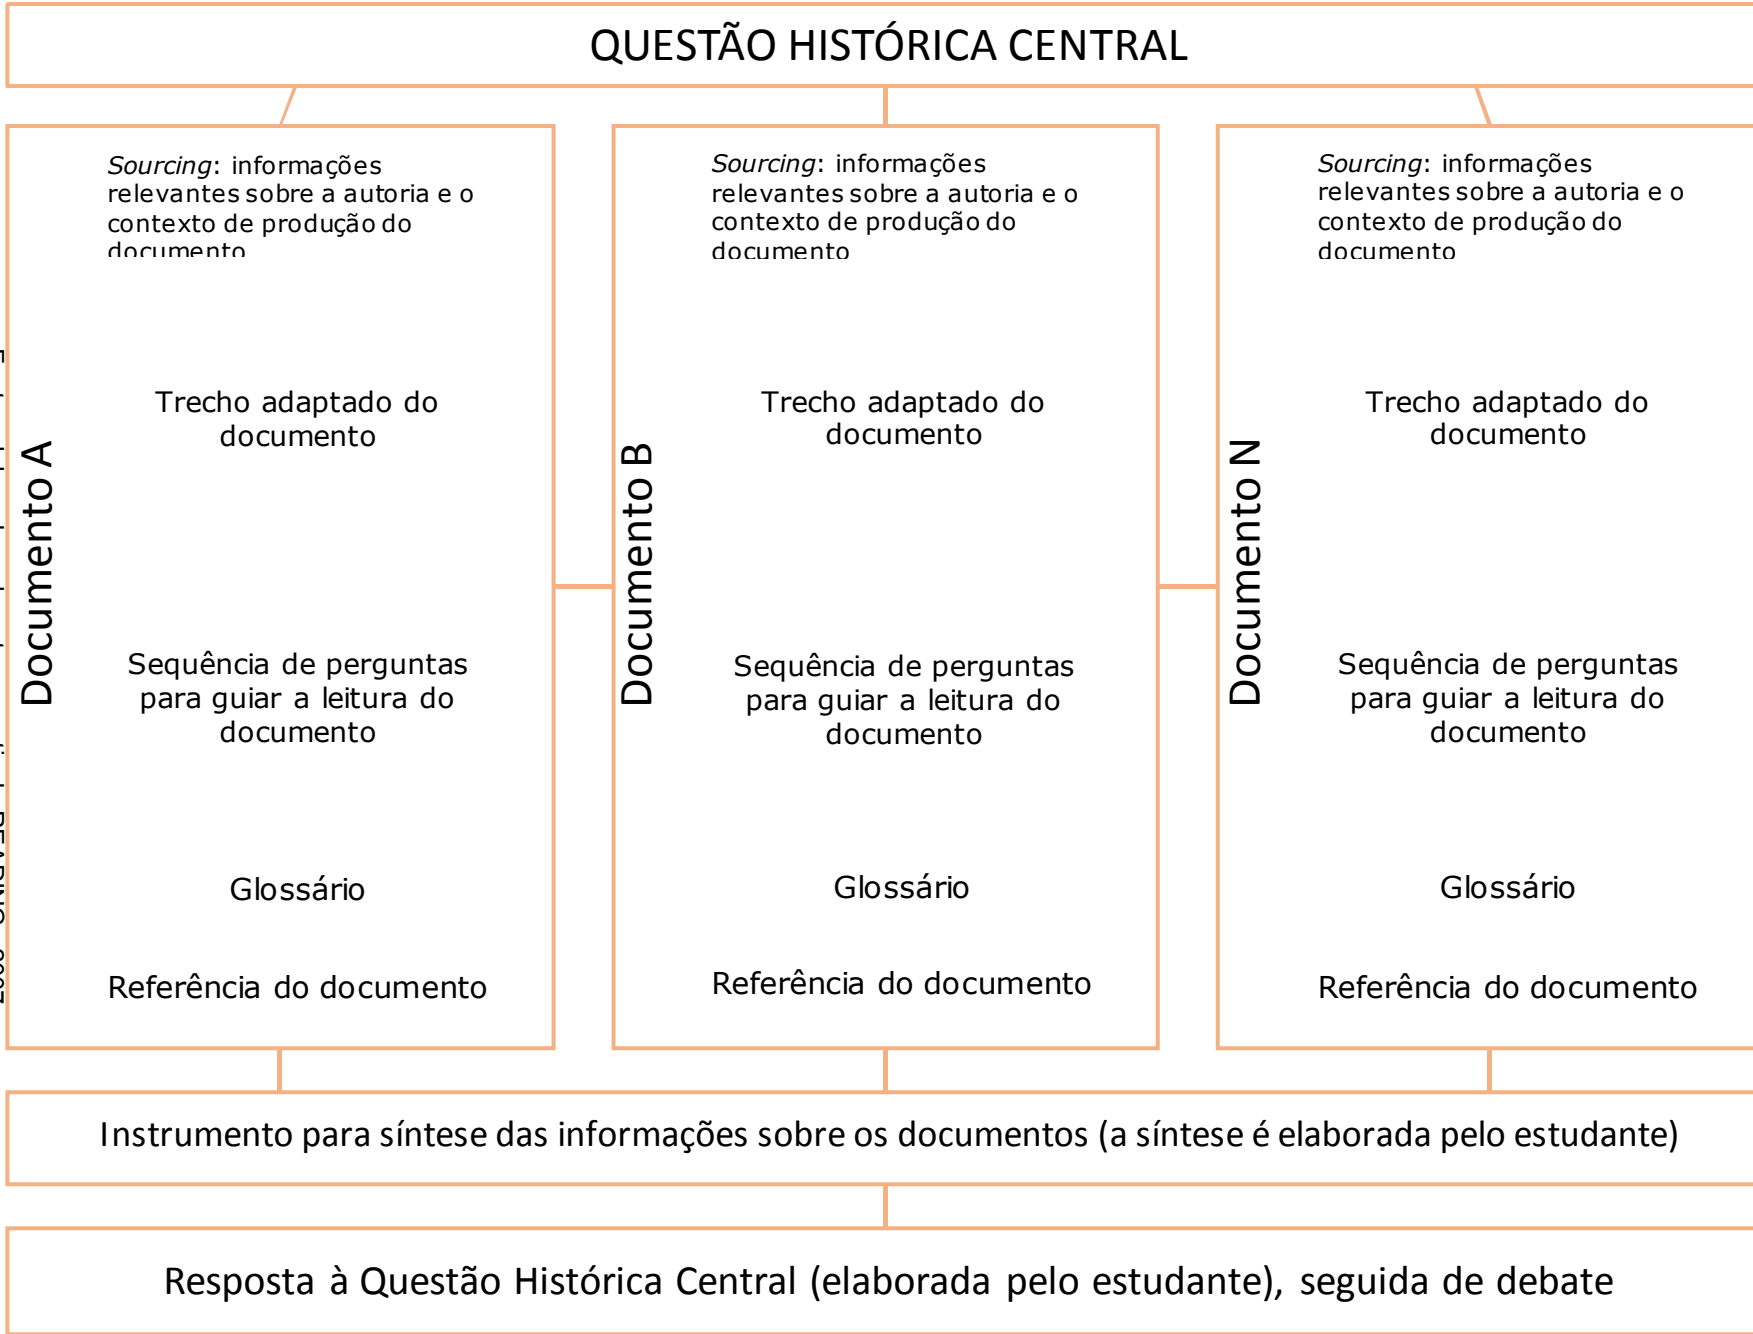 QUESTÃO HISTÓRICA CENTRAL
Documento A
Sourcing: informações
relevantes sobre a autoria e o
contexto de produção do
documento
Trecho adaptado do
documento
Sequência de perguntas
para guiar a leitura do
documento
Glossário
Referência do documento
Documento B
Sourcing: informações
relevantes sobre a autoria e o
contexto de produção do
documento
Trecho adaptado do
documento
Sequência de perguntas
para guiar a leitura do
documento
Glossário
Referência do documento
Documento N
Sourcing: informações
relevantes sobre a autoria e o
contexto de produção do
documento
Trecho adaptado do
documento
Sequência de perguntas
para guiar a leitura do
documento
Glossário
Referência do documento
Instrumento para síntese das informações sobre os documentos (a síntese é elaborada pelo estudante)
Resposta à Questão Histórica Central (elaborada pelo estudante), seguida de debate